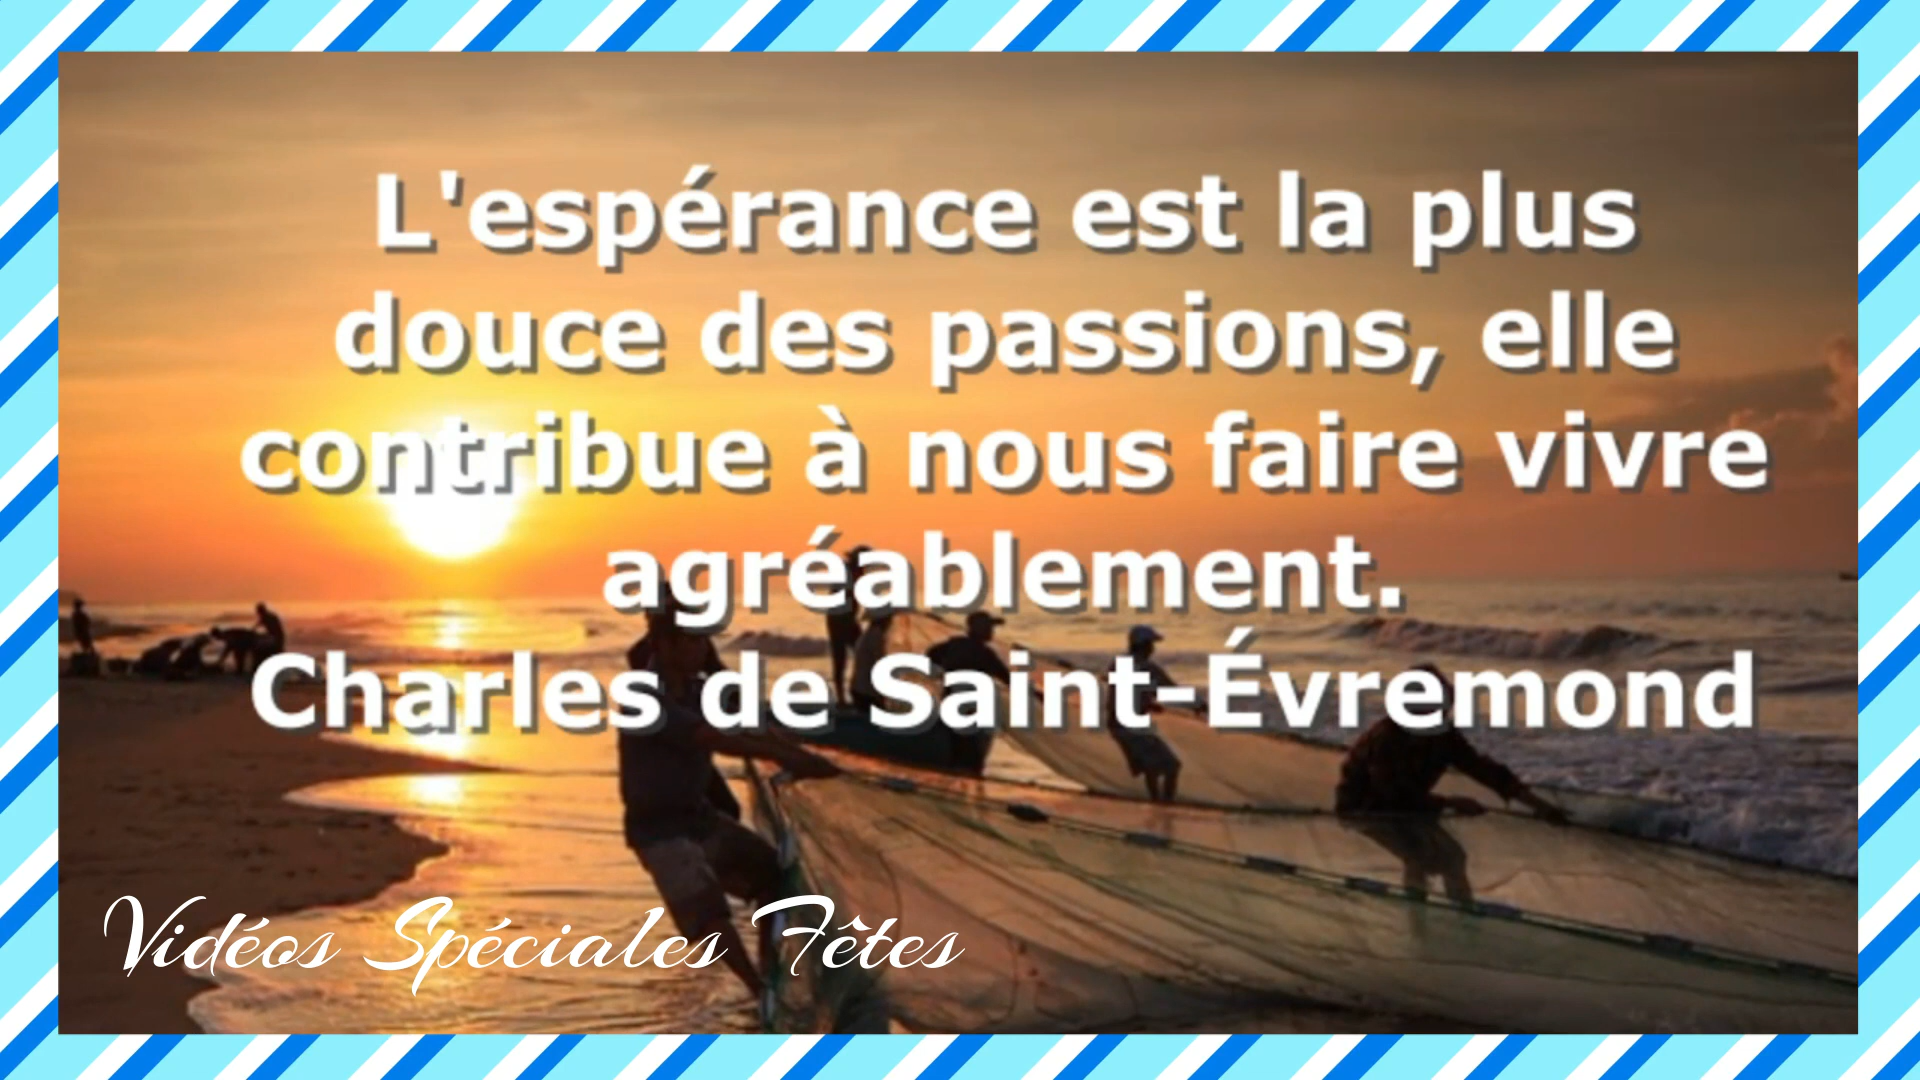 L'espérance est la plus
douce des passions, elle
contribue à nous faire vivre
agréablement.
Charles de Saint-Évremond
Vidéos Spéciales Fêtes